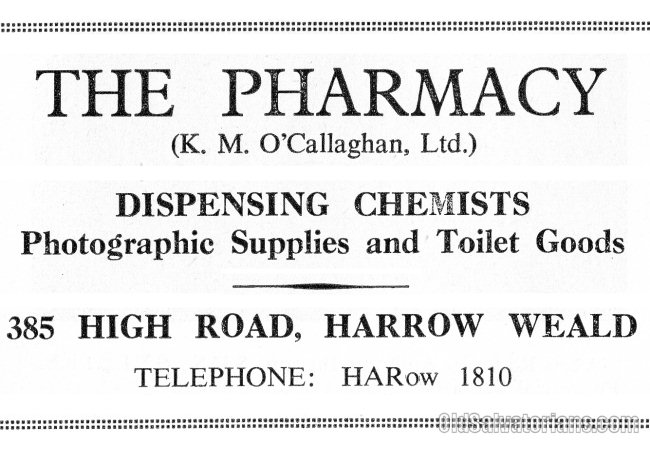 THE PHARMACY
(K. M. O'Callaghan, Ltd.)
DISPENSING CHEMISTS
Photographic Supplies and Toilet Goods
385 HIGH ROAD, HARROW WEALD
TELEPHONE: HARow 1810
OldSalvatorians.com